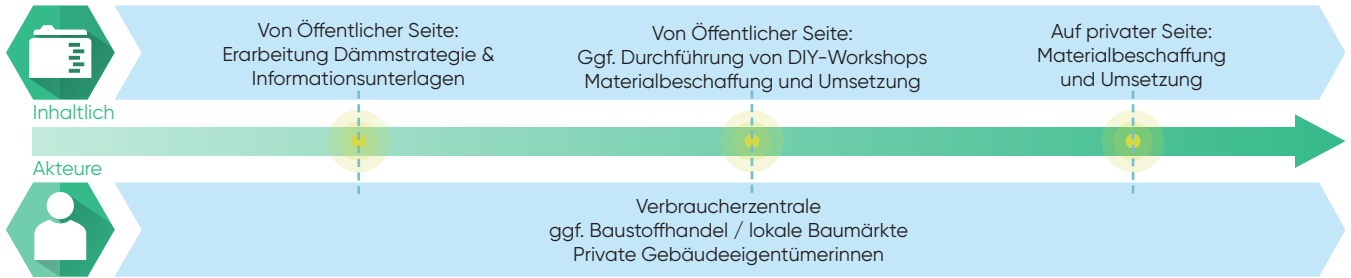 Von Öffentlicher Seite:
Erarbeitung Dämmstrategie &
Informationsunterlagen
Von Öffentlicher Seite:
Ggf. Durchführung von DIY-Workshops
Materialbeschaffung und Umsetzung
Auf privater Seite:
Materialbeschaffung
und Umsetzung
Inhaltlich
Akteure
Verbraucherzentrale
ggf. Baustoffhandel / lokale Baumärkte
Private Gebäudeeigentümerinnen